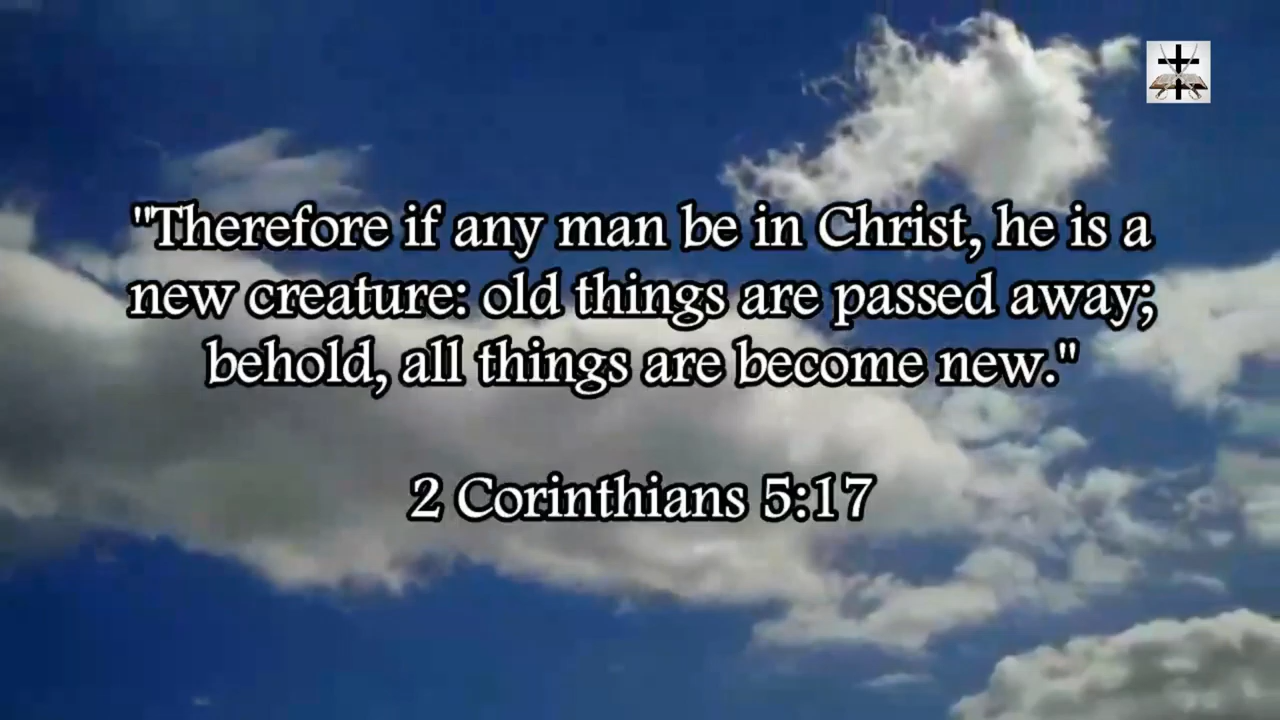 "Therefore if any man be in Christ, he is a
new creature: old things are passed away;
behold, all things are become new."
2 Corinthians 5:17